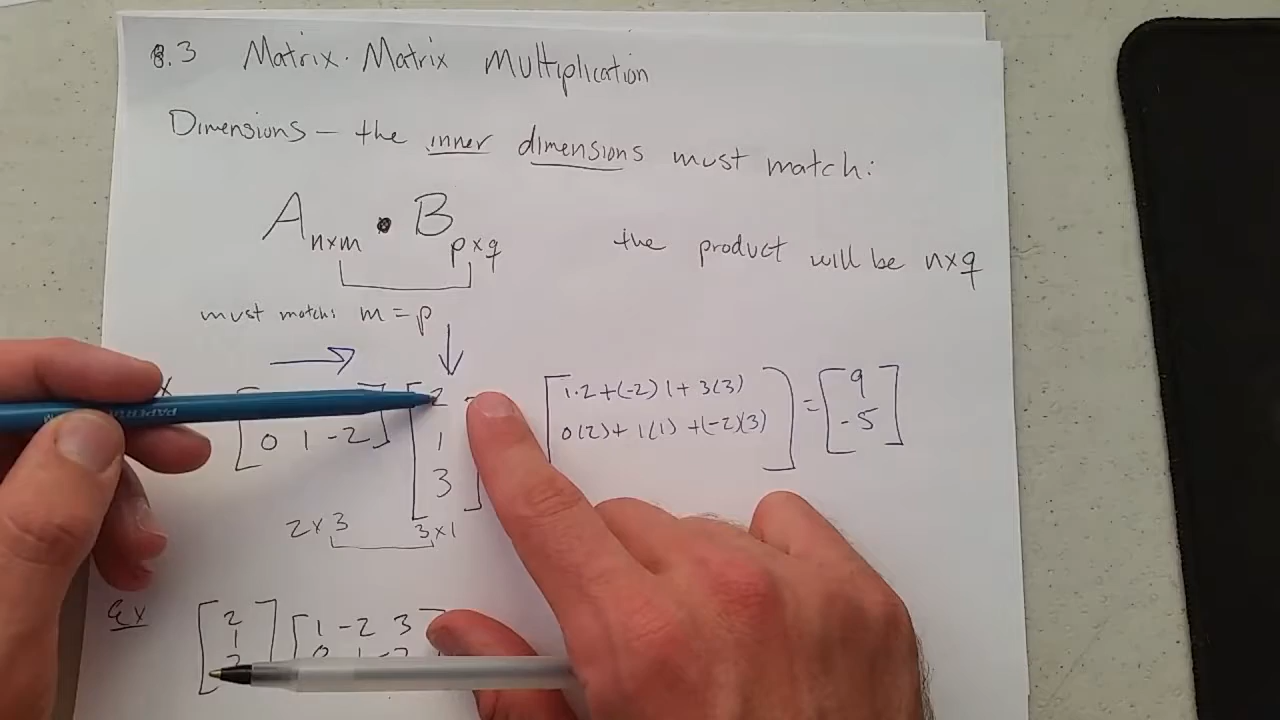 8.3 Matrix · Matrix Multiplication
Dimensions — the inner dimensions must match:
A n×m • B p×q
the product will be n×q
must match: m = p
[0 1 -2] [2 1 3]
[1·2+(-2)1+3(3)
0(2)+1(1)+(-2)(3)] = [9
-5]
2×3 3×1
Ex [2 1 [1 -2 3
PAPERM